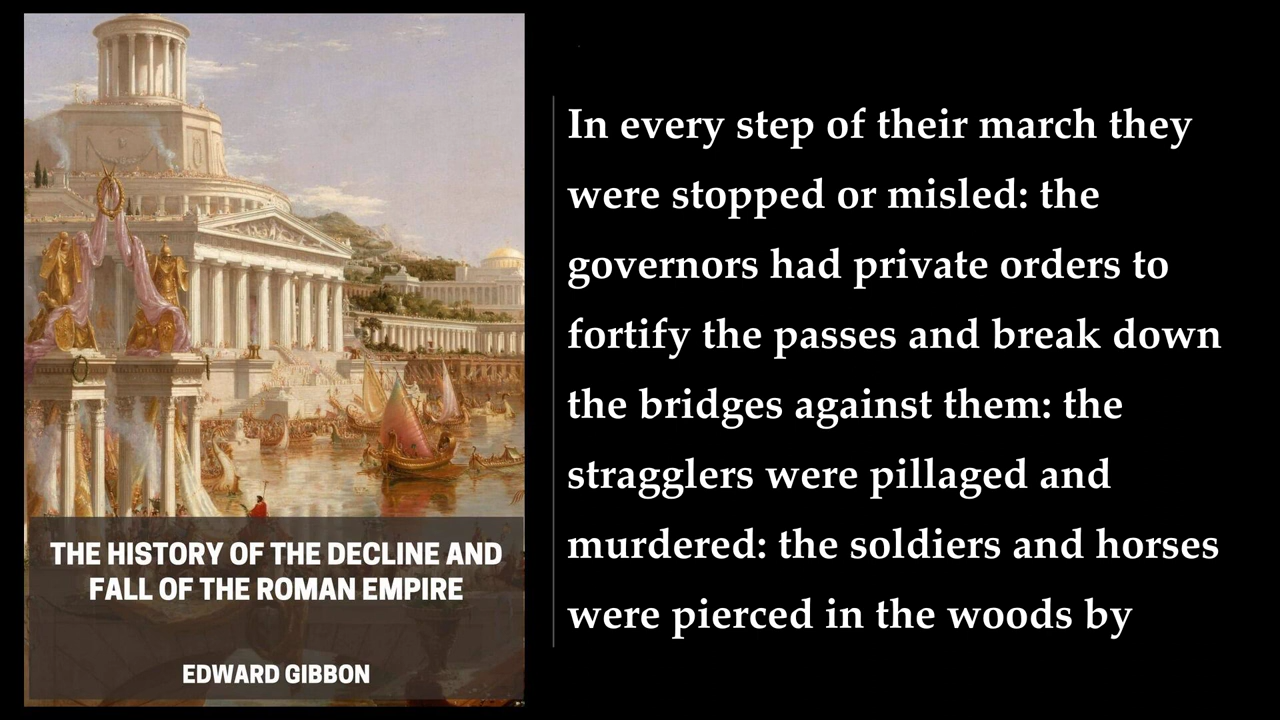 THE HISTORY OF THE DECLINE AND
FALL OF THE ROMAN EMPIRE
EDWARD GIBBON
In every step of their march they
were stopped or misled: the
governors had private orders to
fortify the passes and break down
the bridges against them: the
stragglers were pillaged and
murdered: the soldiers and horses
were pierced in the woods by